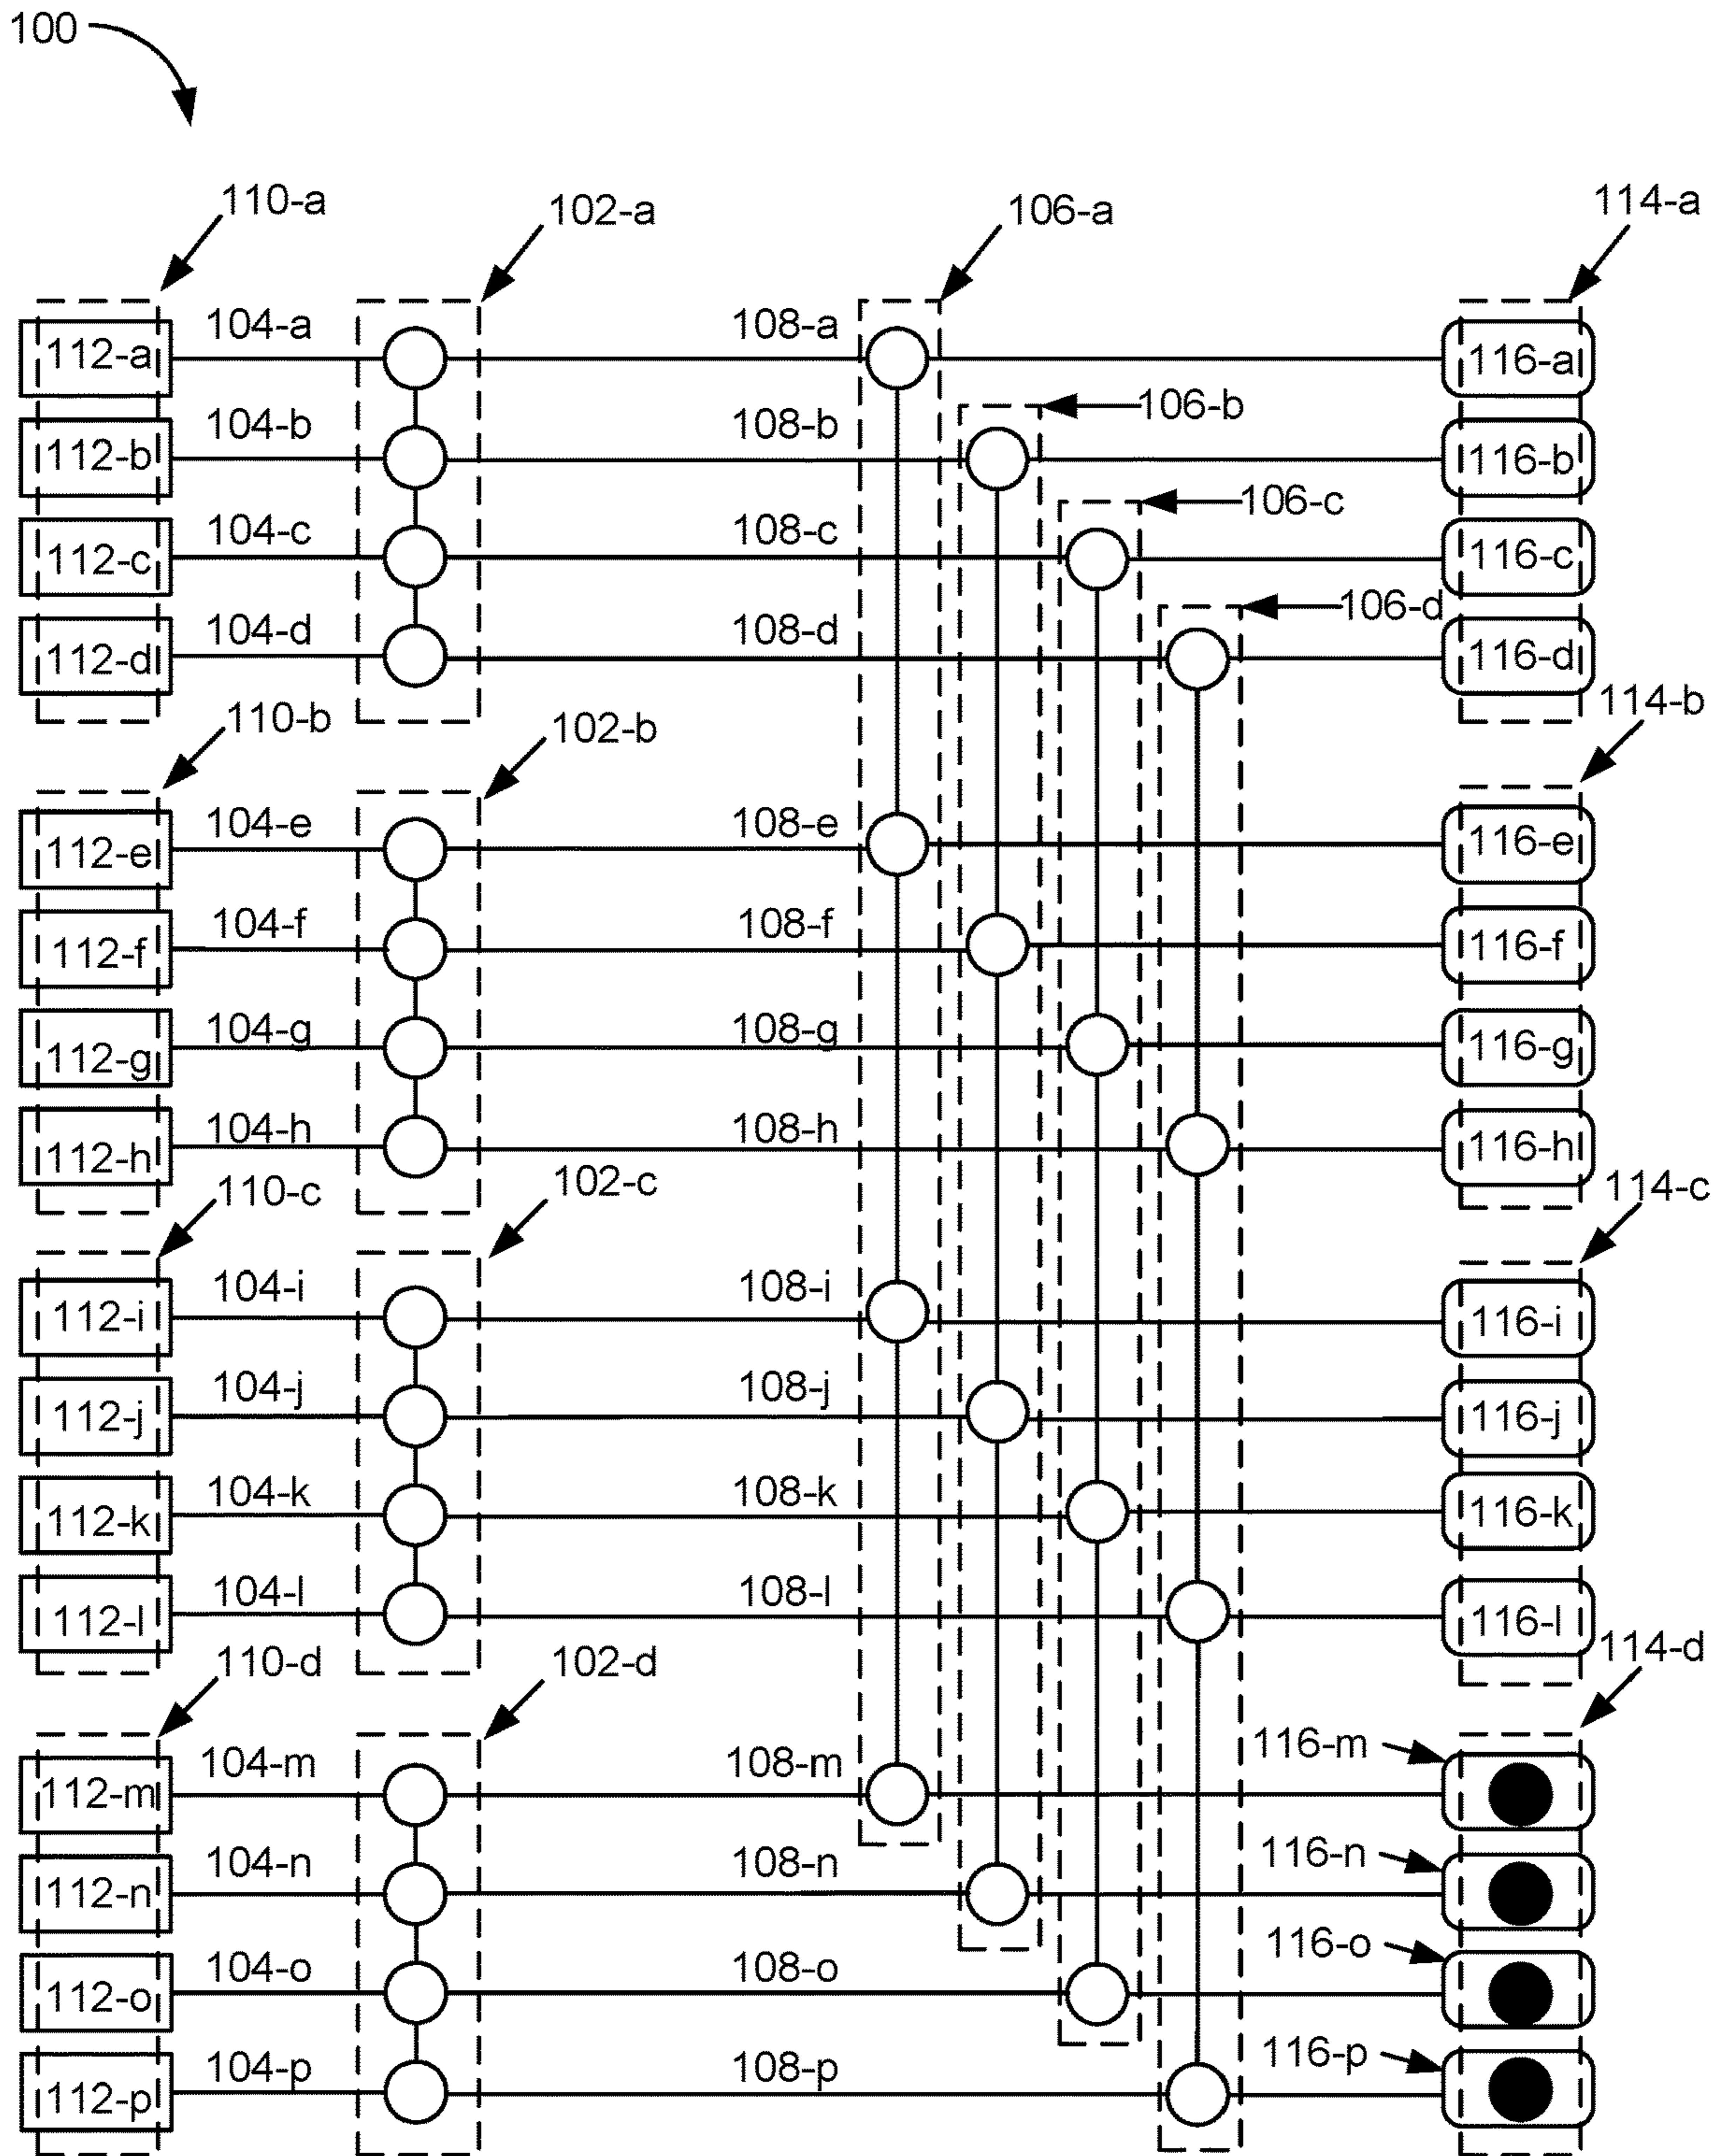 100
110-a 102-a 106-a 114-a
112-a 104-a 108-a 116-a
106-b
112-b 104-b 108-b 116-b
106-c
112-c 104-c 108-c 116-c
106-d
112-d 104-d 108-d 116-d
110-b 102-b 114-b
112-e 104-e 108-e 116-e
112-f 104-f 108-f 116-f
112-g 104-g 108-g 116-g
112-h 104-h 108-h 116-h
110-c 102-c 114-c
112-i 104-i 108-i 116-i
112-j 104-j 108-j 116-j
112-k 104-k 108-k 116-k
112-l 104-l 108-l 116-l
110-d 102-d 114-d
112-m 104-m 108-m 116-m
112-n 104-n 108-n 116-n
112-o 104-o 108-o 116-o
112-p 104-p 108-p 116-p